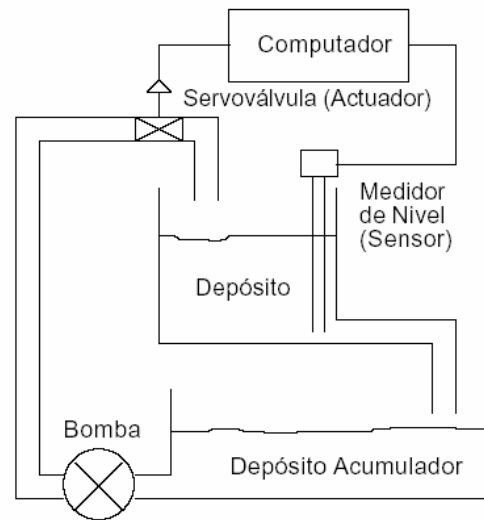 Computador
Servoválvula (Actuador)
Medidor
de Nivel
(Sensor)
Depósito
Bomba
Depósito Acumulador